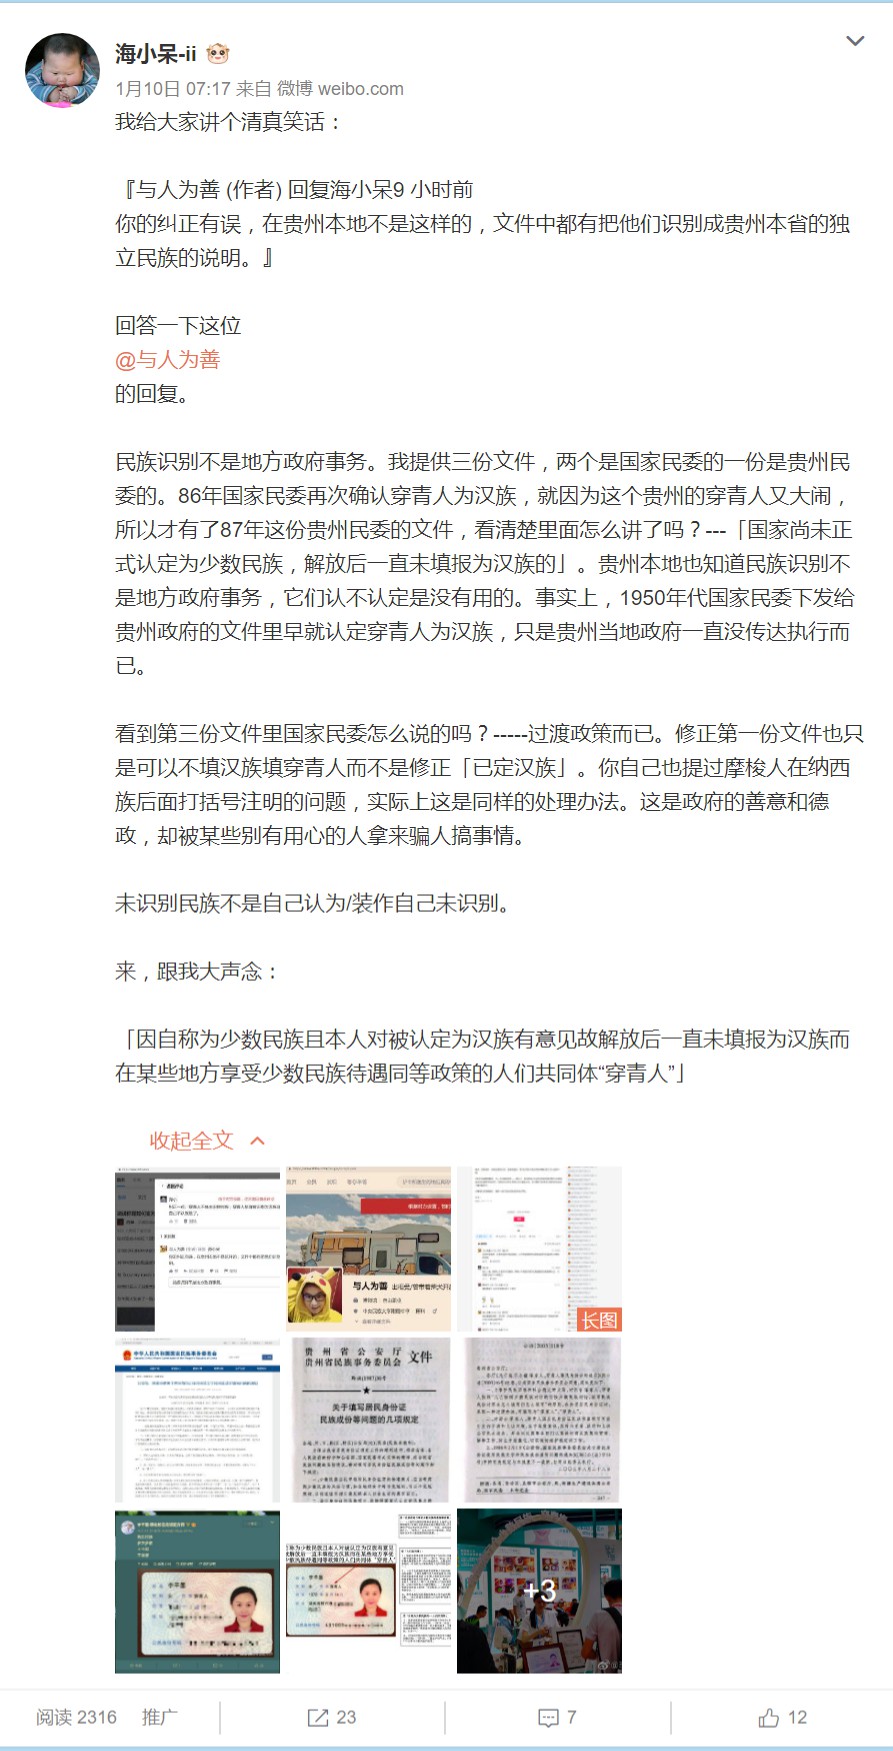 海小呆-ii
1月10日 07:17 来自 微博 weibo.com
我给大家讲个清真笑话：
『与人为善 (作者) 回复海小呆9 小时前
你的纠正有误，在贵州本地不是这样的，文件中都有把他们识别成贵州本省的独
立民族的说明。』
回答一下这位
@与人为善
的回复。
民族识别不是地方政府事务。我提供三份文件，两个是国家民委的一份是贵州民
委的。86年国家民委再次确认穿青人为汉族，就因为这个贵州的穿青人又大闹，
所以才有了87年这份贵州民委的文件，看清楚里面怎么讲了吗？---「国家尚未正
式认定为少数民族，解放后一直未填报为汉族的」。贵州本地也知道民族识别不
是地方政府事务，它们认不认定是没有用的。事实上，1950年代国家民委下发给
贵州政府的文件里早就认定穿青人为汉族，只是贵州当地政府一直没传达执行而
已。
看到第三份文件里国家民委怎么说的吗？-----过渡政策而已。修正第一份文件也只
是可以不填汉族填穿青人而不是修正「已定汉族」。你自己也提过摩梭人在纳西
族后面打括号注明的问题，实际上这是同样的处理办法。这是政府的善意和德
政，却被某些别有用心的人拿来骗人搞事情。
未识别民族不是自己认为/装作自己未识别。
来，跟我大声念：
「因自称为少数民族且本人对被认定为汉族有意见故解放后一直未填报为汉族而
在某些地方享受少数民族待遇同等政策的人们共同体“穿青人”」
收起全文
与人为善
长图
贵州省公安厅
贵州省民族事务委员会 文件
关于填写居民身份证
民族成份等问题的几项规定
+3
阅读 2316 推广 23 7 12